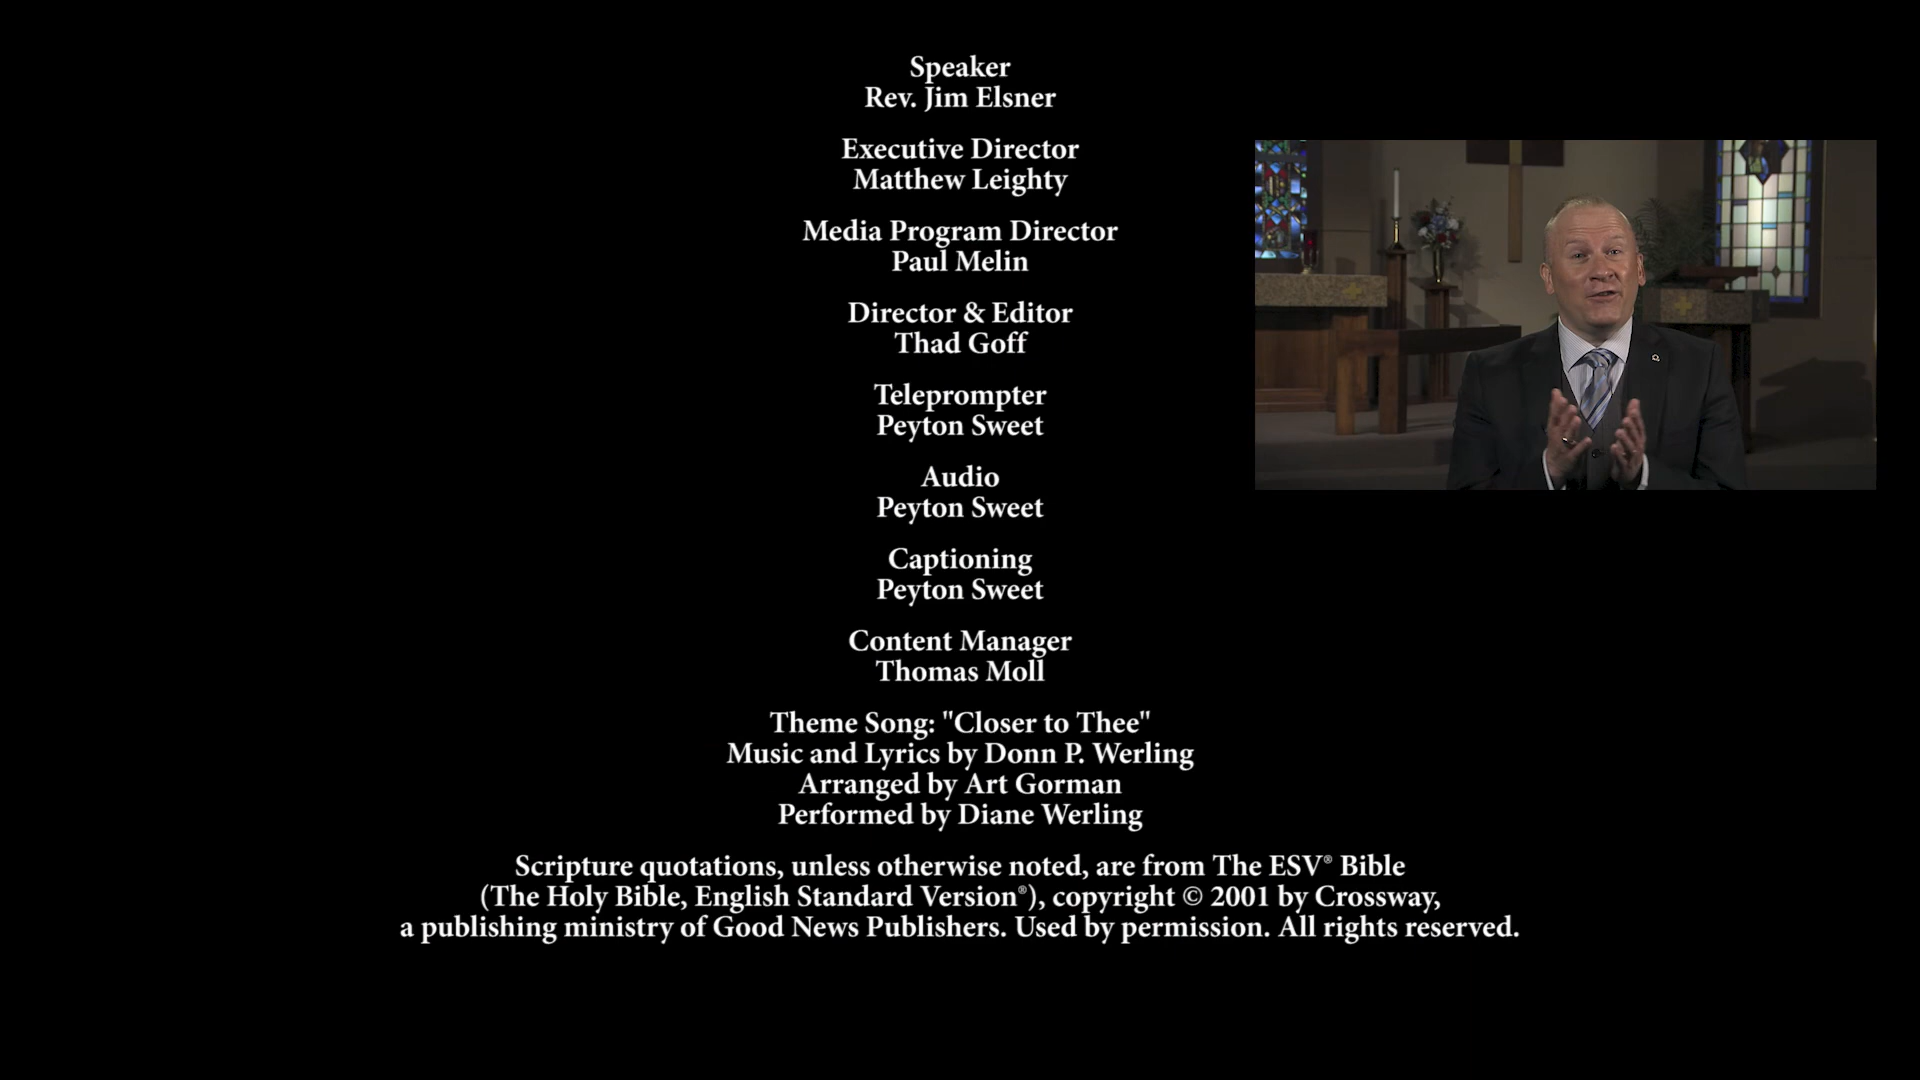 Speaker
Rev. Jim Elsner
Executive Director
Matthew Leighty
Media Program Director
Paul Melin
Director & Editor
Thad Goff
Teleprompter
Peyton Sweet
Audio
Peyton Sweet
Captioning
Peyton Sweet
Content Manager
Thomas Moll
Theme Song: "Closer to Thee"
Music and Lyrics by Donn P. Werling
Arranged by Art Gorman
Performed by Diane Werling
Scripture quotations, unless otherwise noted, are from The ESV® Bible
(The Holy Bible, English Standard Version®), copyright © 2001 by Crossway,
a publishing ministry of Good News Publishers. Used by permission. All rights reserved.